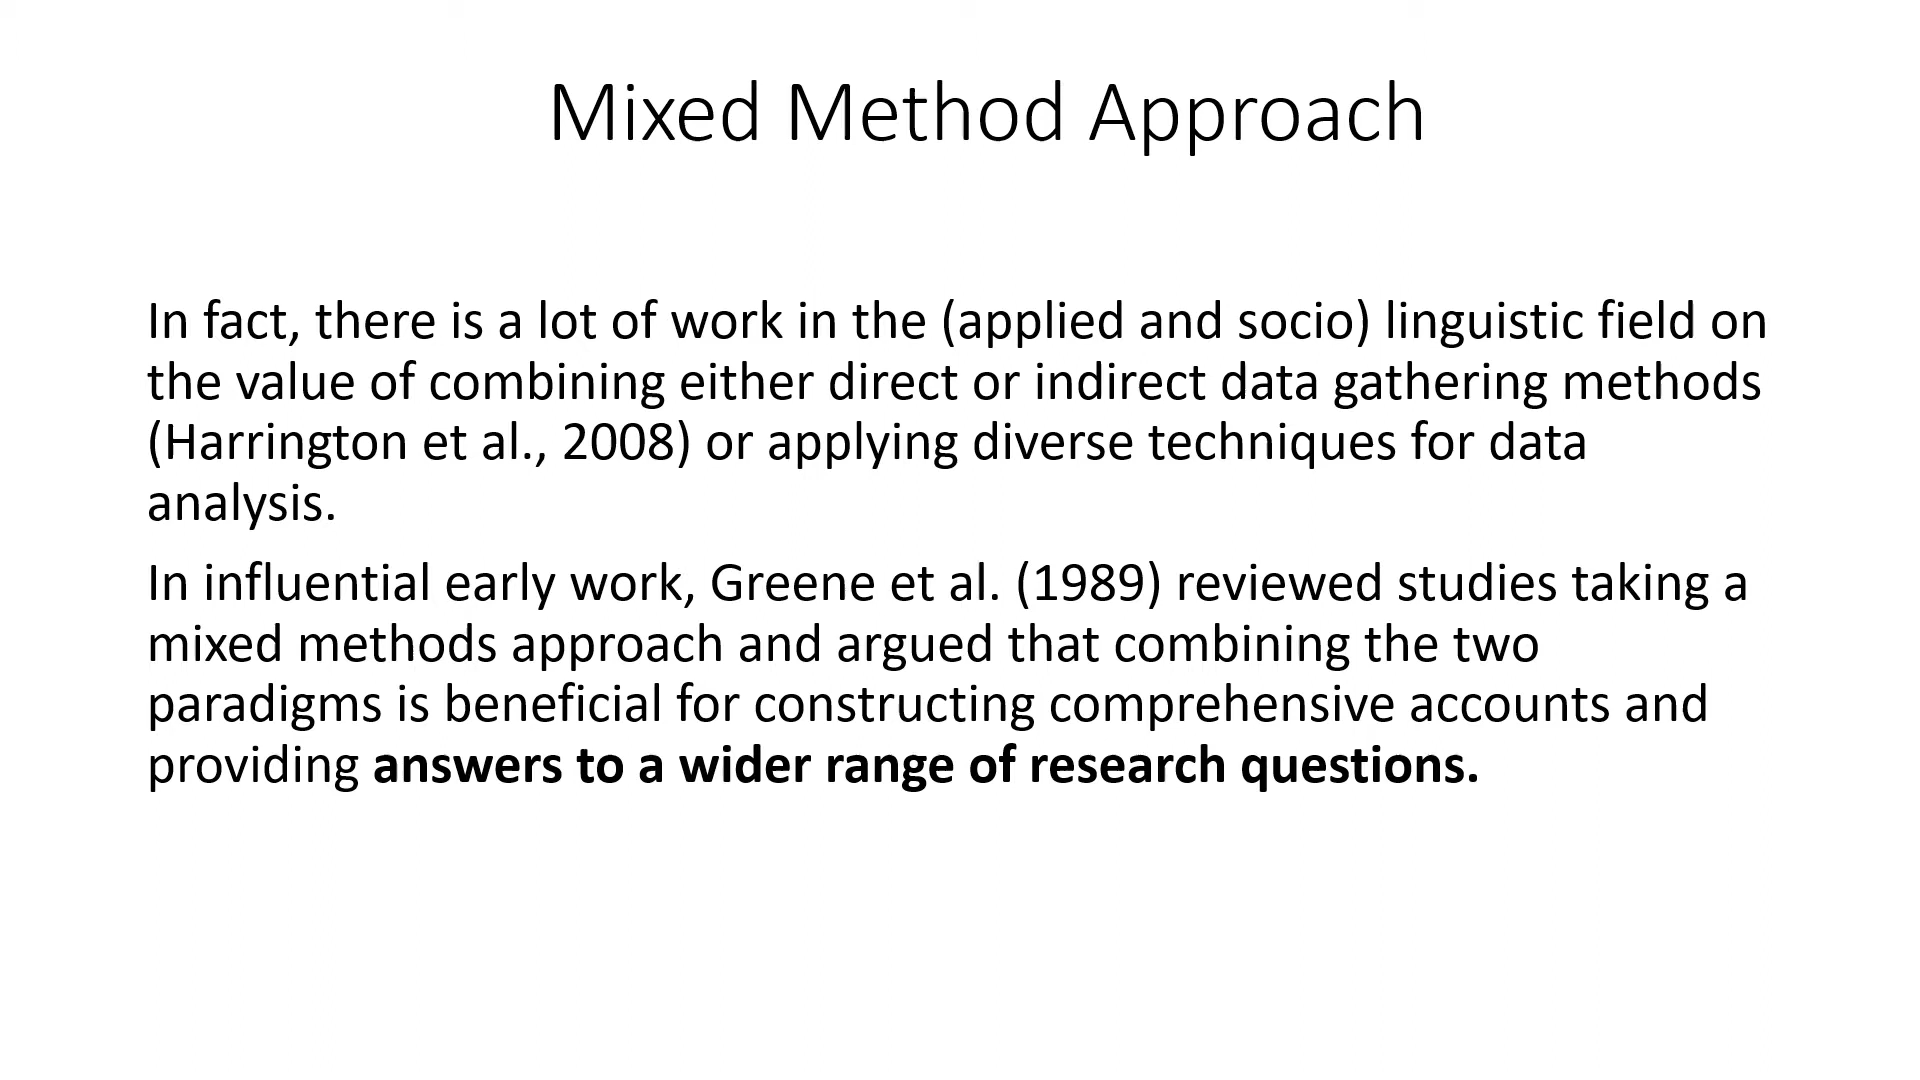 Mixed Method Approach
In fact, there is a lot of work in the (applied and socio) linguistic field on
the value of combining either direct or indirect data gathering methods
(Harrington et al., 2008) or applying diverse techniques for data
analysis.
In influential early work, Greene et al. (1989) reviewed studies taking a
mixed methods approach and argued that combining the two
paradigms is beneficial for constructing comprehensive accounts and
providing answers to a wider range of research questions.